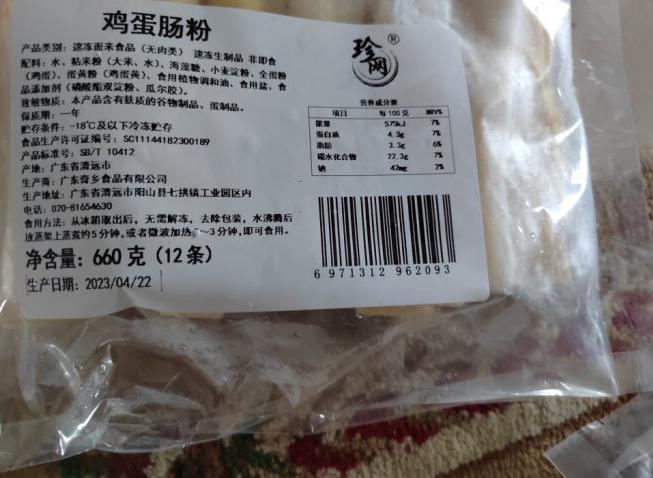 鸡蛋肠粉
产品类别: 速冻面米食品 (无肉类) 速冻生制品 非即食
配料: 水、粘米粉 (大米、水)、海藻糖、小麦淀粉、全蛋粉
(鸡蛋)、蛋黄粉 (鸡蛋黄)、食用植物调和油、食用盐、食
品添加剂 (磷酸酯双淀粉、瓜尔胶)。
致敏物质: 本产品含有麸质的谷物制品、蛋制品。
保质期: 一年
贮存条件: -18℃及以下冷冻贮存
食品生产许可证编号: SC11144182300189
产品标准号: SB/T 10412
产地: 广东省清远市
生产商: 广东奇乡食品有限公司
生产地址: 广东省清远市阳山县七拱镇工业园区内
电话: 020-81654630
食用方法: 从冰箱取出后, 无需解冻, 去除包装, 水沸腾后
放蒸架上蒸煮约5分钟, 或者微波加热 ~3分钟, 即可食用。
净含量: 660 克 (12 条)
生产日期: 2023/04/22
珍网®
营养成分表
项目 每100克 NRV%
能量 575kJ 7%
蛋白质 4.3g 7%
脂肪 3.3g 6%
碳水化合物 22.3g 7%
钠 42mg 2%
6 971312 962093